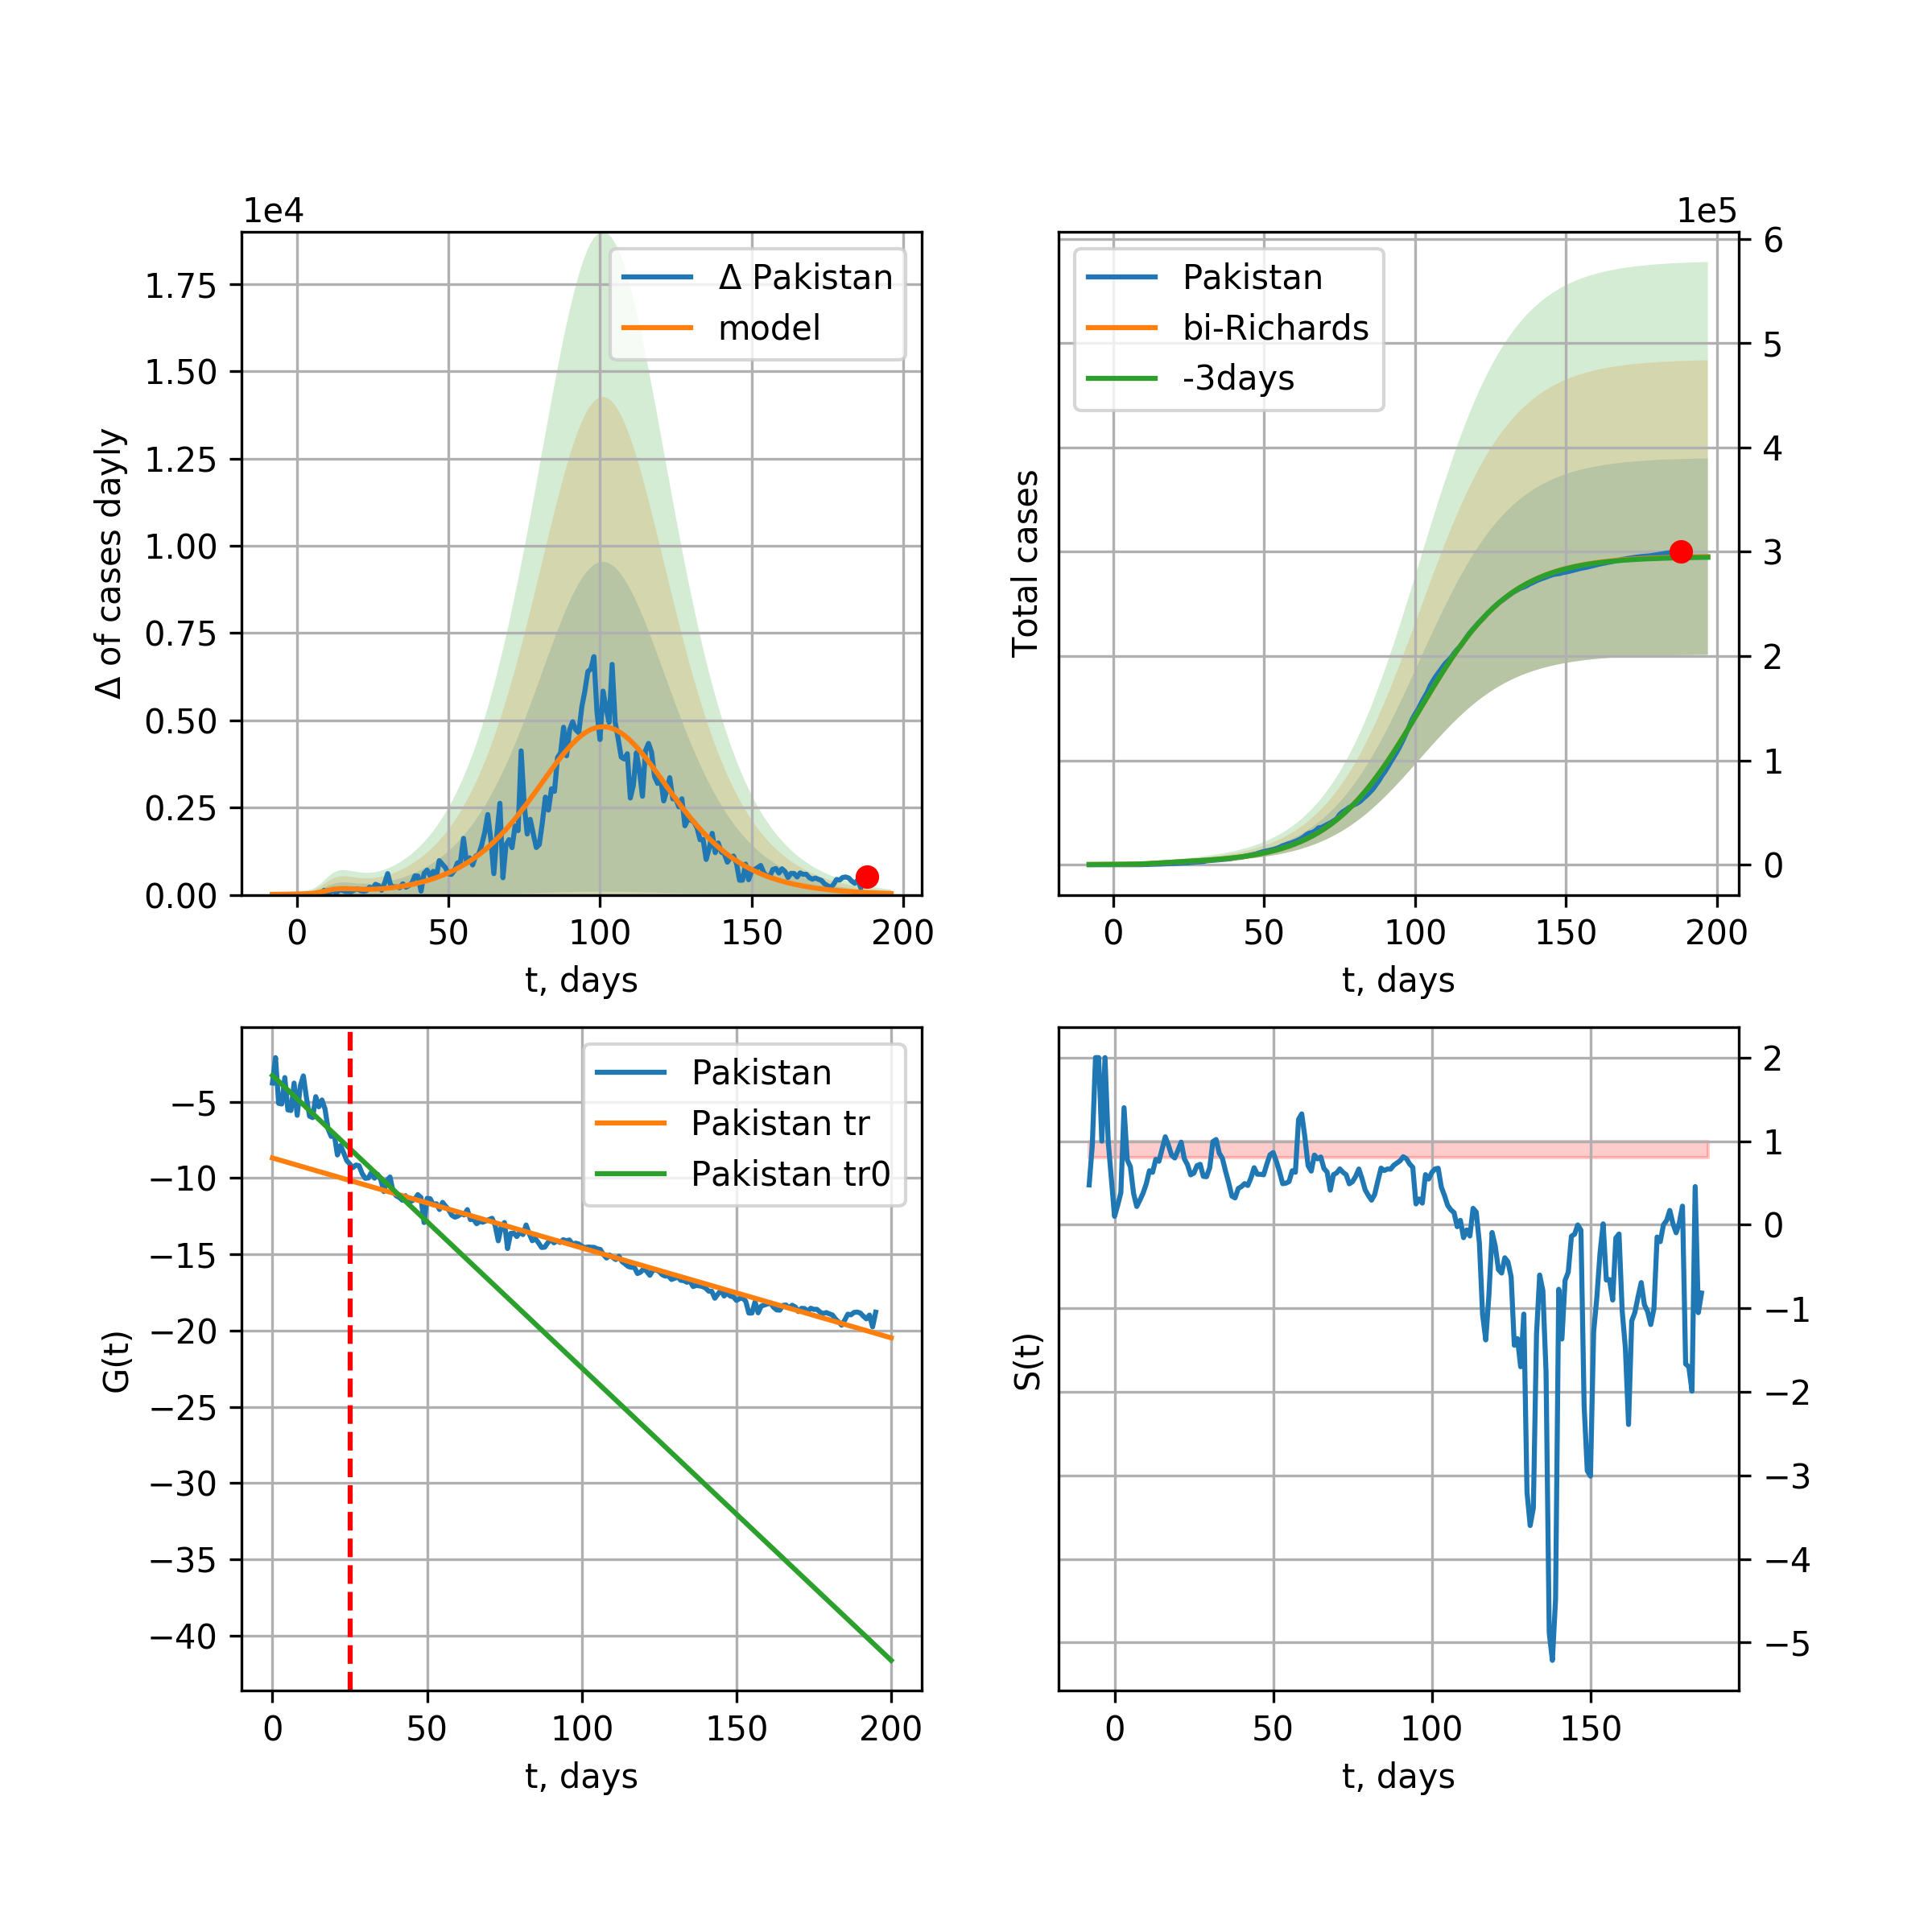 1e4
Δ of cases dayly
1.75
1.50
1.25
1.00
0.75
0.50
0.25
0.00
Δ Pakistan
model
0 50 100 150 200
t, days
1e5
Total cases
Pakistan
bi-Richards
-3days
6
5
4
3
2
1
0
0 50 100 150 200
t, days
G(t)
−5
−10
−15
−20
−25
−30
−35
−40
Pakistan
Pakistan tr
Pakistan tr0
0 50 100 150 200
t, days
S(t)
2
1
0
−1
−2
−3
−4
−5
0 50 100 150
t, days